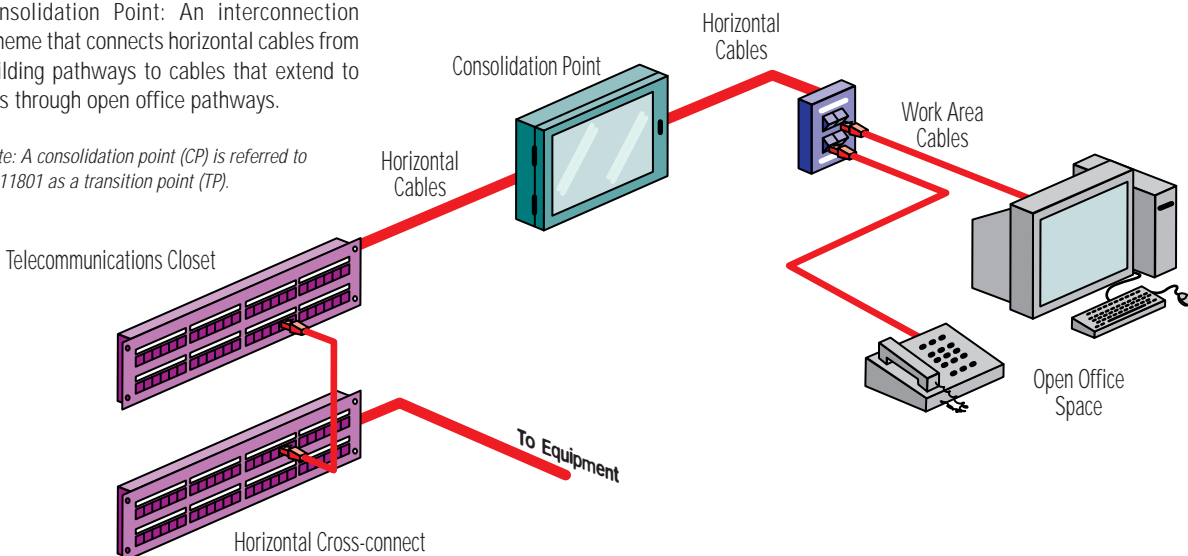 nsolidation Point: An interconnection
heme that connects horizontal cables from
ilding pathways to cables that extend to
s through open office pathways.
te: A consolidation point (CP) is referred to
11801 as a transition point (TP).
Horizontal
Cables
Consolidation Point
Work Area
Cables
Horizontal
Cables
Telecommunications Closet
Open Office
Space
To Equipment
Horizontal Cross-connect